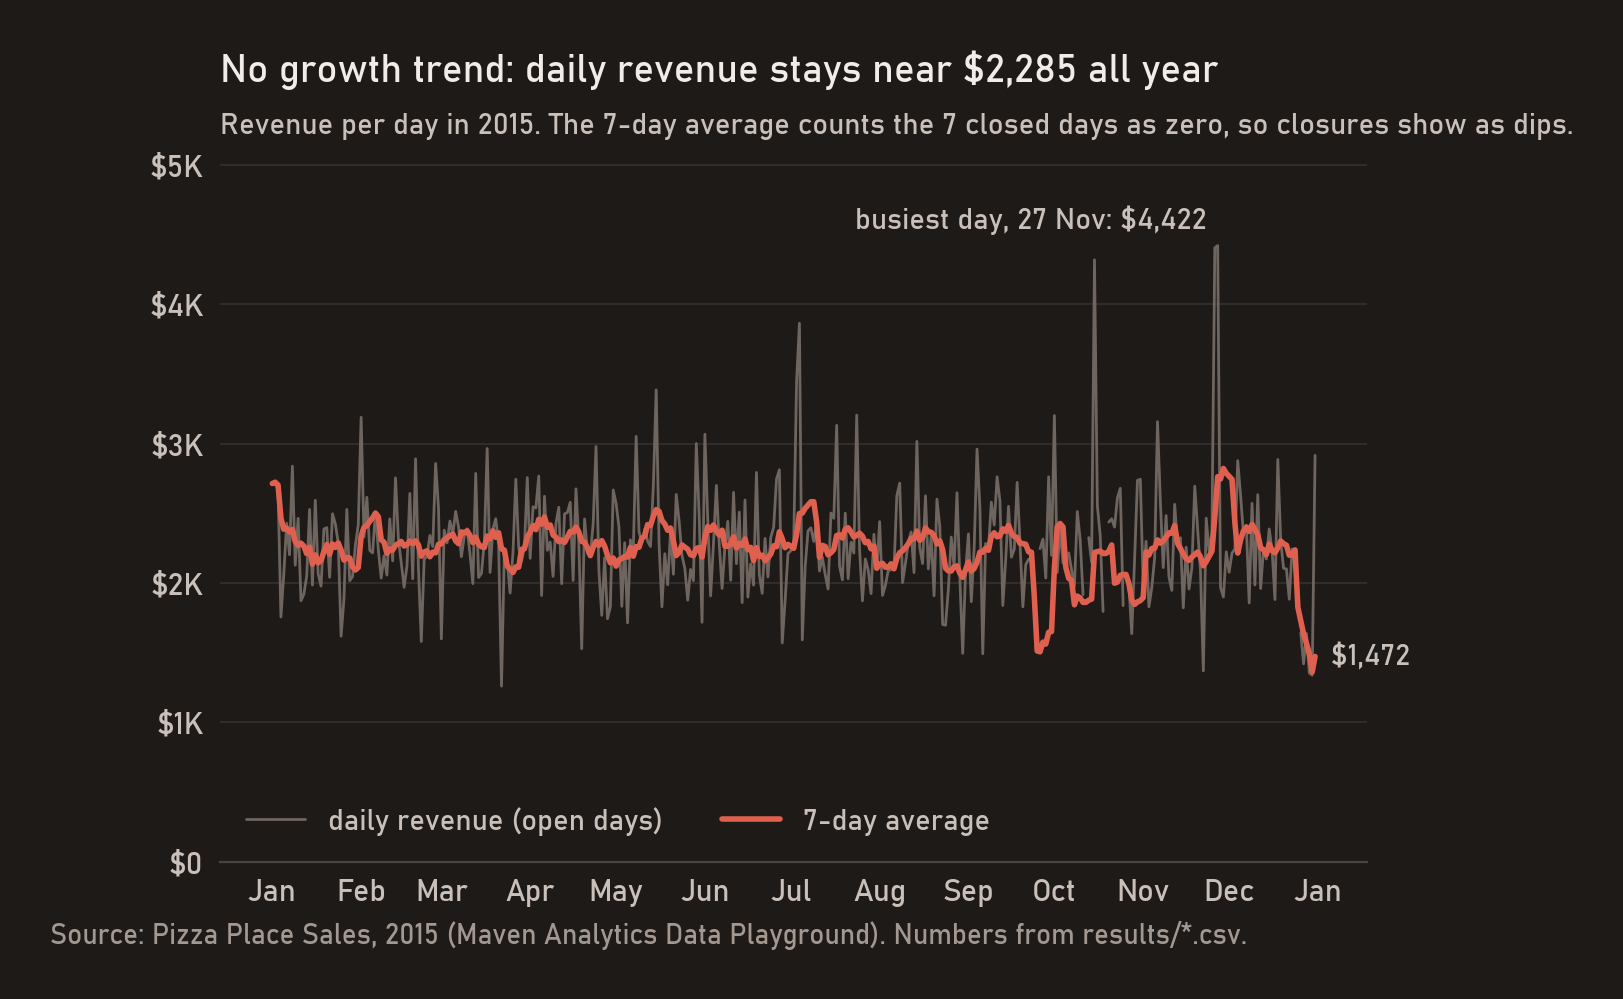 No growth trend: daily revenue stays near $2,285 all year
Revenue per day in 2015. The 7-day average counts the 7 closed days as zero, so closures show as dips.
$5K
busiest day, 27 Nov: $4,422
$4K
$3K
$2K
$1,472
$1K
daily revenue (open days) 7-day average
$0
Jan Feb Mar Apr May Jun Jul Aug Sep Oct Nov Dec Jan
Source: Pizza Place Sales, 2015 (Maven Analytics Data Playground). Numbers from results/*.csv.